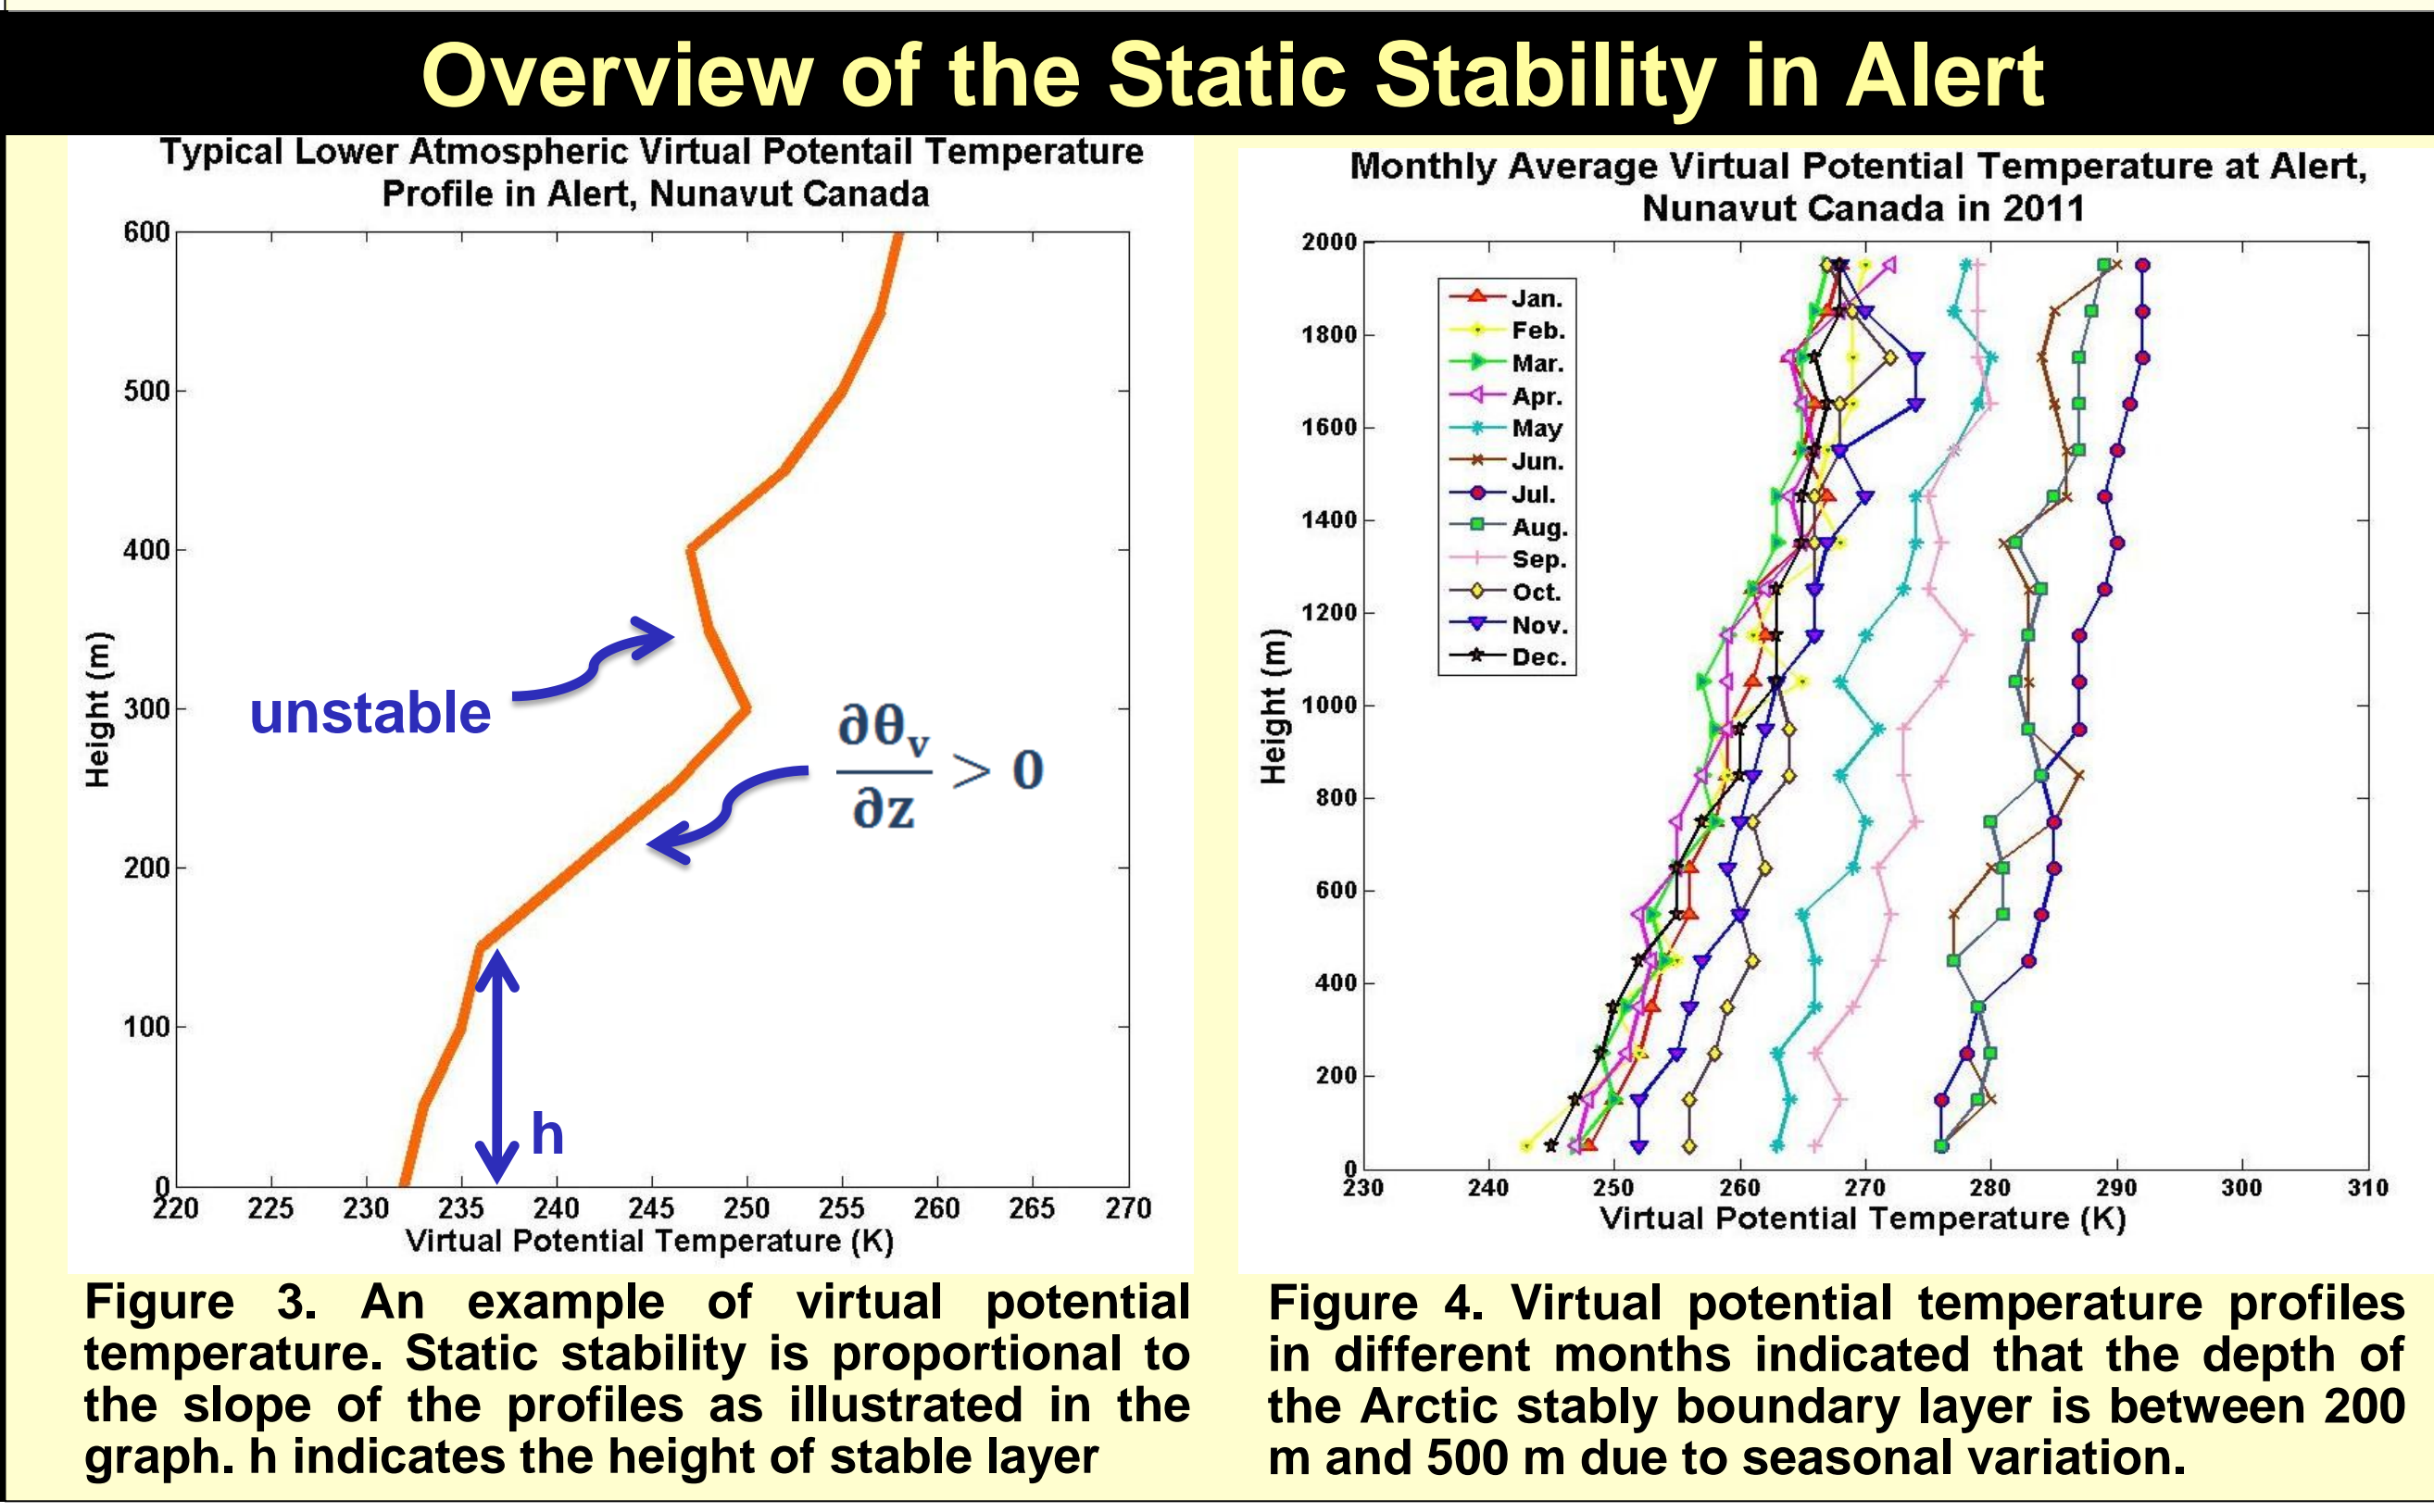 Overview of the Static Stability in Alert
Typical Lower Atmospheric Virtual Potentail Temperature
Profile in Alert, Nunavut Canada
600
500
400
300
200
100
0
Height (m)
unstable
∂θv
∂z
> 0
h
220 225 230 235 240 245 250 255 260 265 270
Virtual Potential Temperature (K)
Figure 3. An example of virtual potential
temperature. Static stability is proportional to
the slope of the profiles as illustrated in the
graph. h indicates the height of stable layer
Monthly Average Virtual Potential Temperature at Alert,
Nunavut Canada in 2011
2000
1800
1600
1400
1200
1000
800
600
400
200
0
Height (m)
Jan.
Feb.
Mar.
Apr.
May
Jun.
Jul.
Aug.
Sep.
Oct.
Nov.
Dec.
230 240 250 260 270 280 290 300 310
Virtual Potential Temperature (K)
Figure 4. Virtual potential temperature profiles
in different months indicated that the depth of
the Arctic stably boundary layer is between 200
m and 500 m due to seasonal variation.